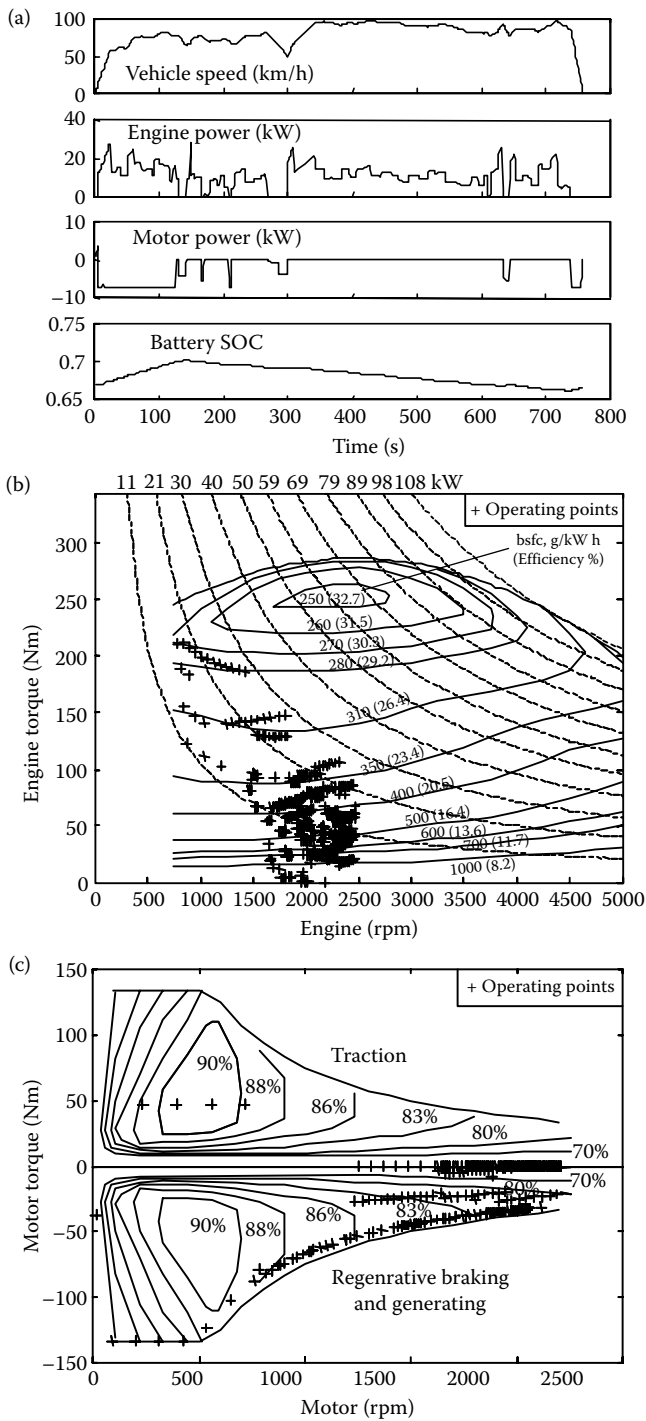 (a)
100
50
0
Vehicle speed (km/h)
40
20
0
Engine power (kW)
10
0
−10
Motor power (kW)
0.75
0.7
0.65
Battery SOC
0 100 200 300 400 500 600 700 800
Time (s)
(b)
11 21 30 40 50 59 69 79 89 98 108 kW
+ Operating points
bsfc, g/kW h
(Efficiency %)
300
250
200
150
100
50
0
Engine torque (Nm)
250 (32.7)
260 (31.5)
270 (30.3)
280 (29.2)
310 (26.4)
350 (23.4)
400 (20.5)
500 (16.4)
600 (13.6)
700 (11.7)
1000 (8.2)
0 500 1000 1500 2000 2500 3000 3500 4000 4500 5000
Engine (rpm)
(c)
+ Operating points
150
100
50
0
−50
−100
−150
Motor torque (Nm)
Traction
90%
88%
86%
83%
80%
70%
70%
80%
83%
86%
88%
90%
Regenrative braking
and generating
0 500 1000 1500 2000 2500
Motor (rpm)